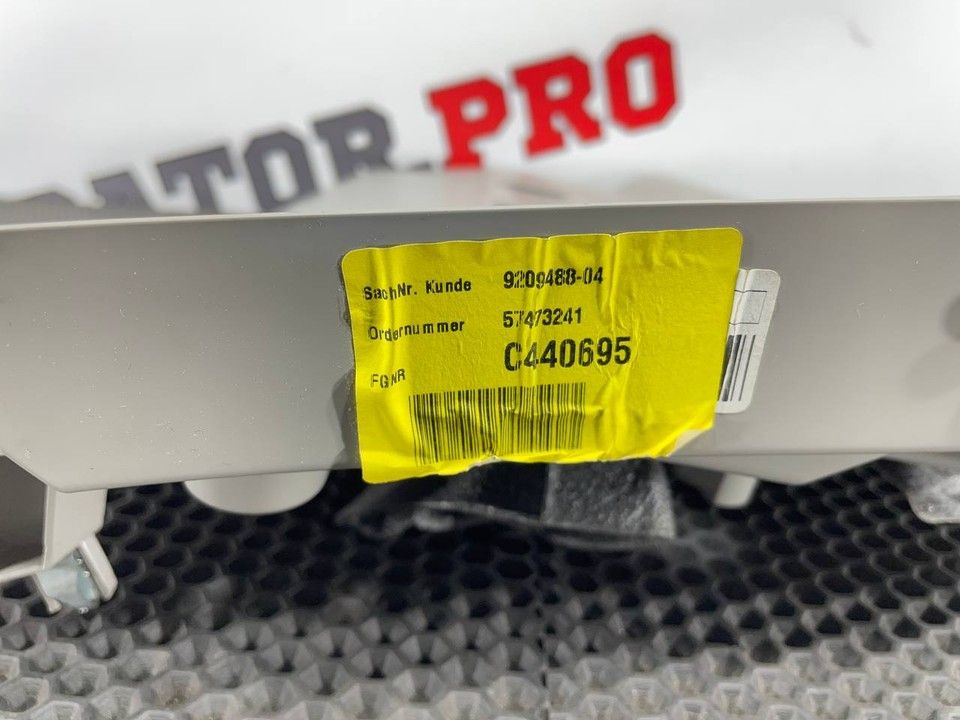 ATOR.PRO
SachNr. Kunde 9209488-04
Ordernummer 57473241
FGNR C440695